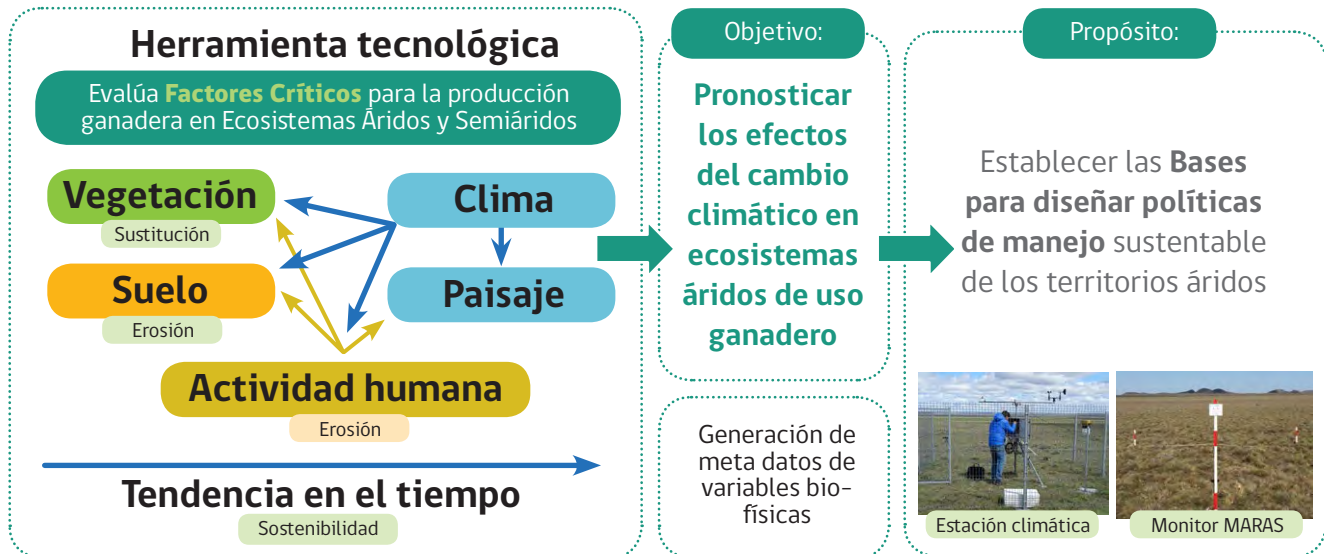 Herramienta tecnológica
Evalúa Factores Críticos para la producción
ganadera en Ecosistemas Áridos y Semiáridos
Vegetación
Sustitución
Clima
Suelo
Erosión
Paisaje
Actividad humana
Erosión
Tendencia en el tiempo
Sostenibilidad
Objetivo:
Pronosticar
los efectos
del cambio
climático en
ecosistemas
áridos de uso
ganadero
Generación de
meta datos de
variables bio-
físicas
Propósito:
Establecer las Bases
para diseñar políticas
de manejo sustentable
de los territorios áridos
Estación climática
Monitor MARAS